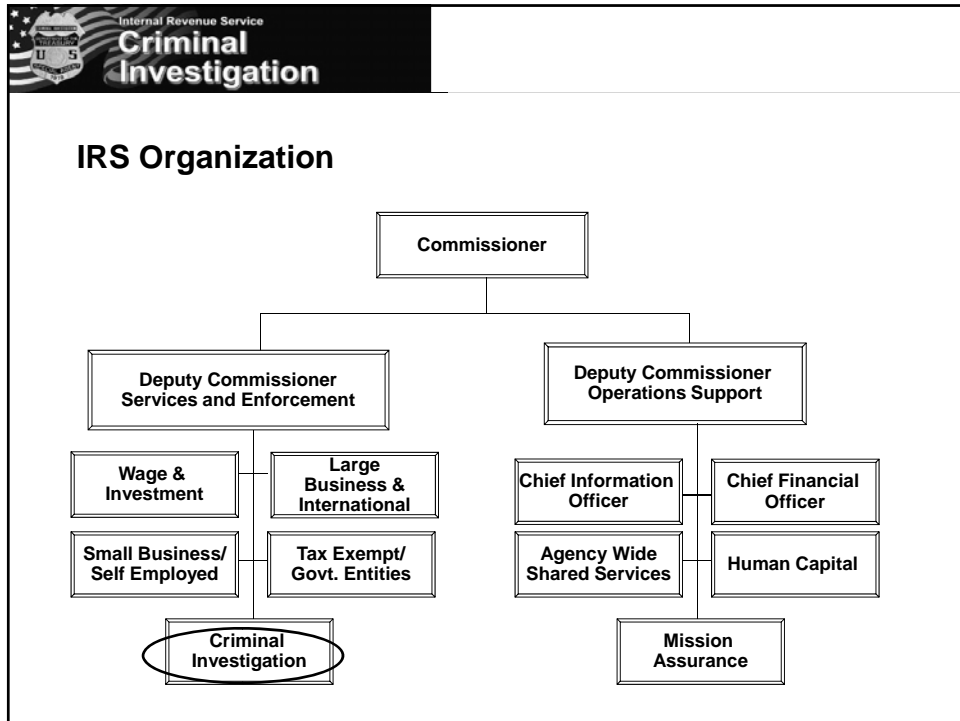 Internal Revenue Service
Criminal
Investigation
U S
IRS Organization
Commissioner
Deputy Commissioner
Services and Enforcement
Deputy Commissioner
Operations Support
Wage &
Investment
Large
Business &
International
Chief Information
Officer
Chief Financial
Officer
Small Business/
Self Employed
Tax Exempt/
Govt. Entities
Agency Wide
Shared Services
Human Capital
Criminal
Investigation
Mission
Assurance